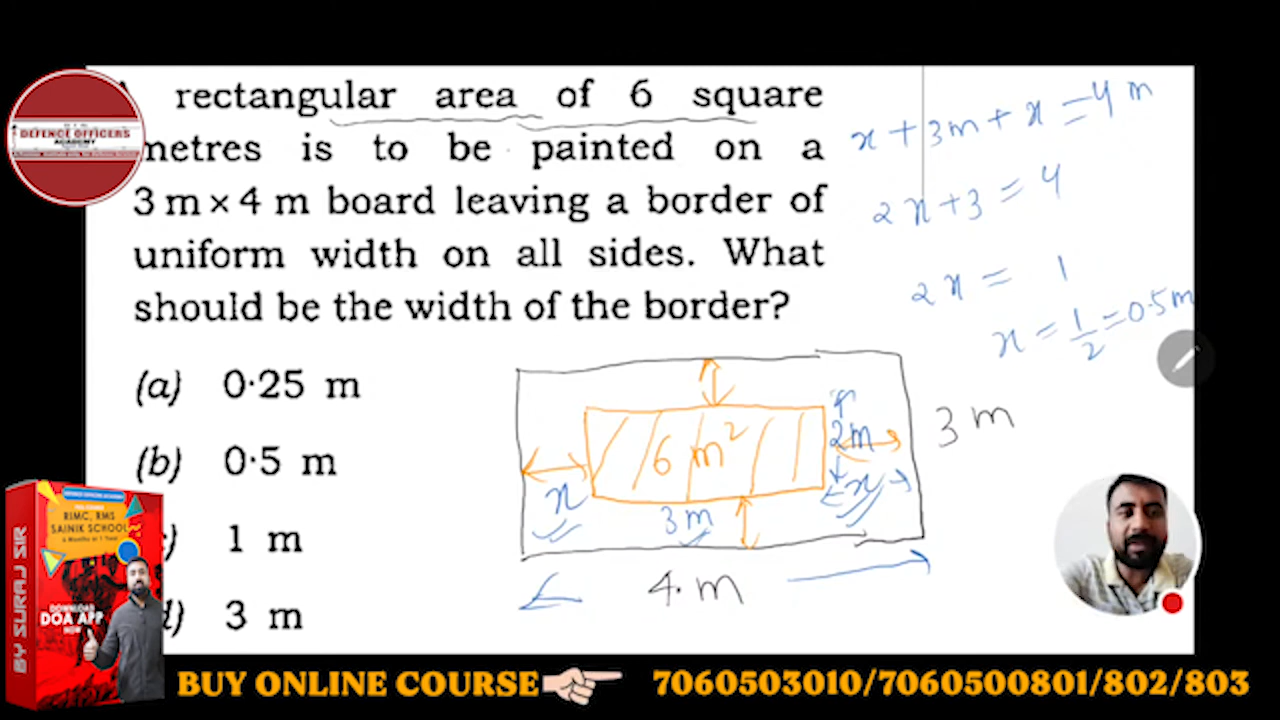 rectangular area of 6 square
metres is to be painted on a
3 m × 4 m board leaving a border of
uniform width on all sides. What
should be the width of the border?
(a) 0·25 m
(b) 0·5 m
1 m
3 m
x + 3m + x = 4 m
2x + 3 = 4
2x = 1
x = 1/2 = 0.5m
6 m²
2m
x
x
3 m
3 m
4 m
DEFENCE OFFICERS
ACADEMY
RIMC, RMS
SAINIK SCHOOL
DOWNLOAD
DOA APP
NOW
BY SURAJ SIR
BUY ONLINE COURSE
7060503010/7060500801/802/803